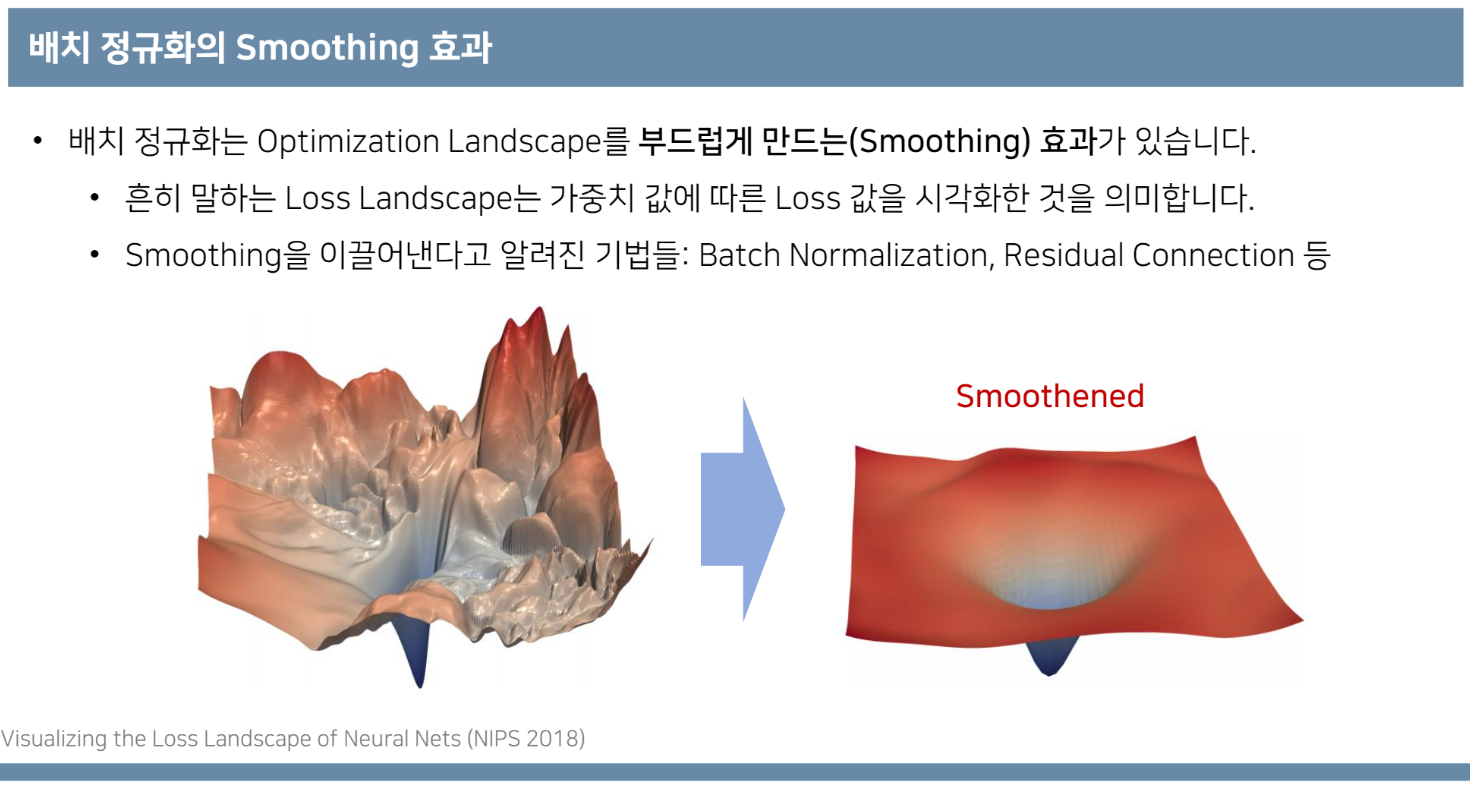 배치 정규화의 Smoothing 효과
• 배치 정규화는 Optimization Landscape를 부드럽게 만드는(Smoothing) 효과가 있습니다.
• 흔히 말하는 Loss Landscape는 가중치 값에 따른 Loss 값을 시각화한 것을 의미합니다.
• Smoothing을 이끌어낸다고 알려진 기법들: Batch Normalization, Residual Connection 등
Smoothened
Visualizing the Loss Landscape of Neural Nets (NIPS 2018)